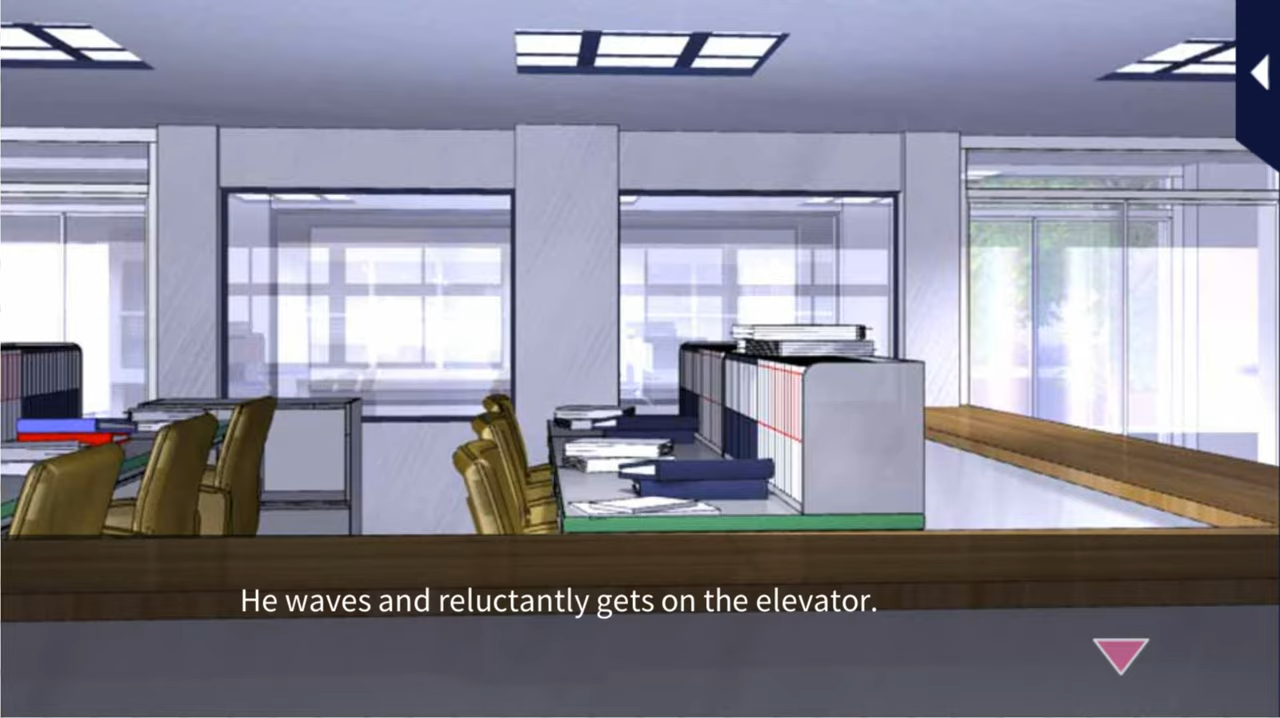 He waves and reluctantly gets on the elevator.